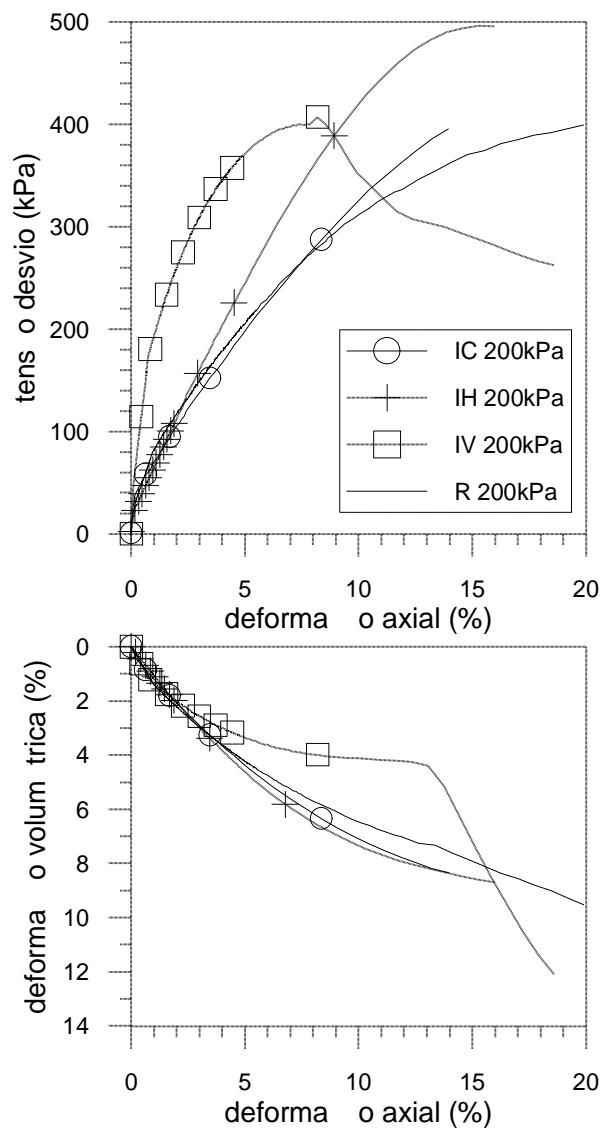 500
400
300
200
100
0
tens o desvio (kPa)
IC 200kPa
IH 200kPa
IV 200kPa
R 200kPa
0 5 10 15 20
deforma o axial (%)
0
2
4
6
8
10
12
14
deforma o volum trica (%)
0 5 10 15 20
deforma o axial (%)